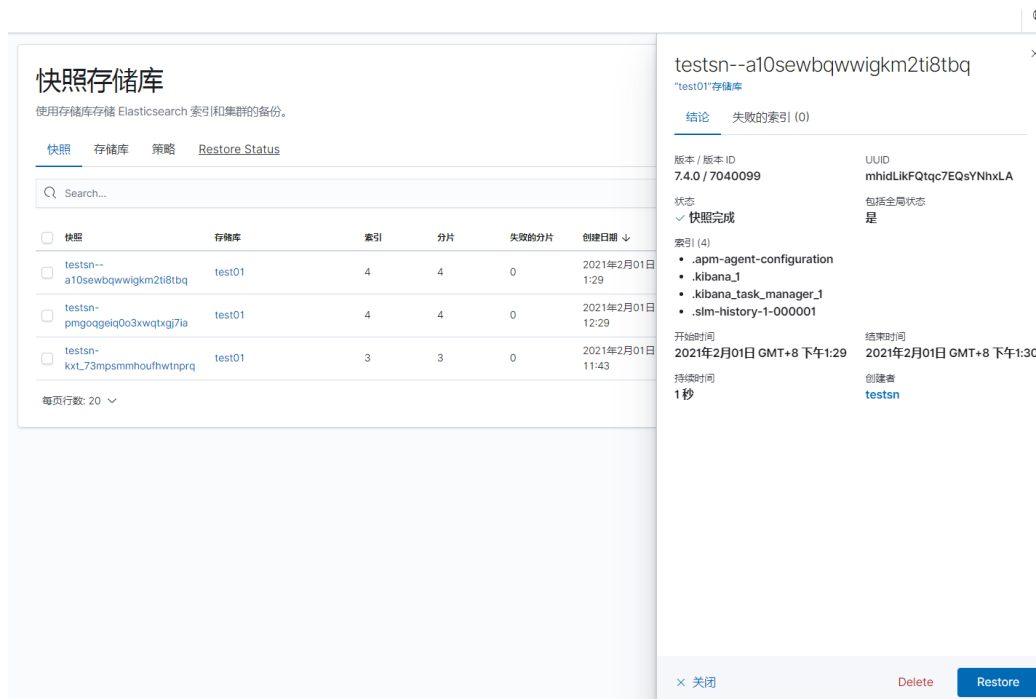 快照存储库
使用存储库存储 Elasticsearch 索引和集群的备份。
快照 存储库 策略 Restore Status
Search...
快照 存储库 索引 分片 失败的分片 创建日期
testsn--
a10sewbqwwigkm2ti8tbq test01 4 4 0 2021年2月01日
1:29
testsn-
pmgoqgeiq0o3xwqtxgj7ia test01 4 4 0 2021年2月01日
12:29
testsn-
kxt_73mpsmmhoufhwtnprq test01 3 3 0 2021年2月01日
11:43
每页行数: 20
testsn--a10sewbqwwigkm2ti8tbq
"test01"存储库
结论 失败的索引 (0)
版本 / 版本 ID UUID
7.4.0 / 7040099 mhidLikFQtqc7EQsYNhxLA
状态 包括全局状态
快照完成 是
索引 (4)
• .apm-agent-configuration
• .kibana_1
• .kibana_task_manager_1
• .slm-history-1-000001
开始时间 结束时间
2021年2月01日 GMT+8 下午1:29 2021年2月01日 GMT+8 下午1:30
持续时间 创建者
1 秒 testsn
关闭 Delete Restore